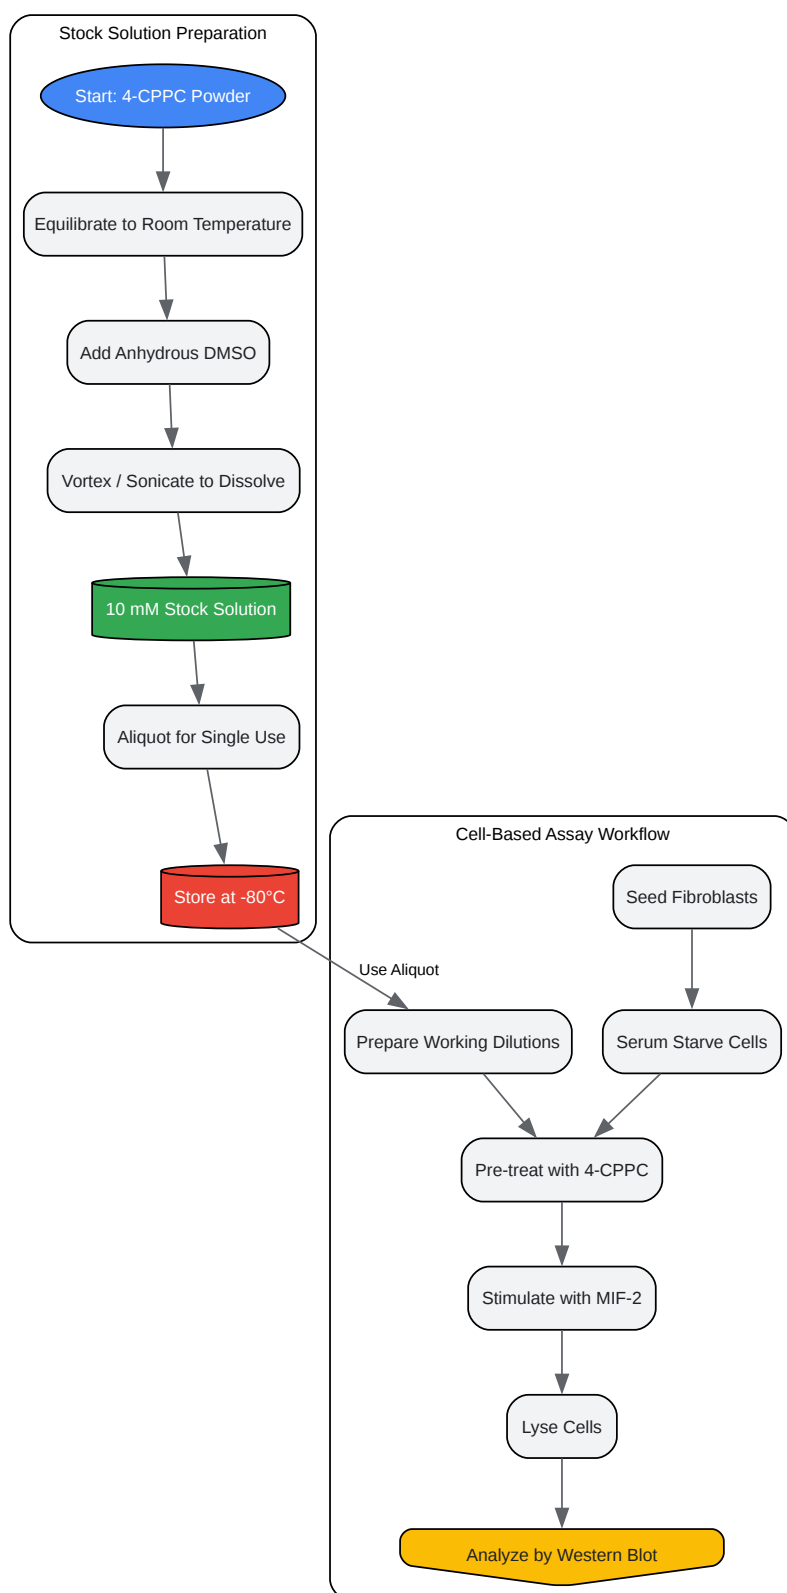 Stock Solution Preparation
Start: 4-CPPC Powder
Equilibrate to Room Temperature
Add Anhydrous DMSO
Vortex / Sonicate to Dissolve
10 mM Stock Solution
Aliquot for Single Use
Store at -80°C
Use Aliquot
Cell-Based Assay Workflow
Seed Fibroblasts
Prepare Working Dilutions
Serum Starve Cells
Pre-treat with 4-CPPC
Stimulate with MIF-2
Lyse Cells
Analyze by Western Blot